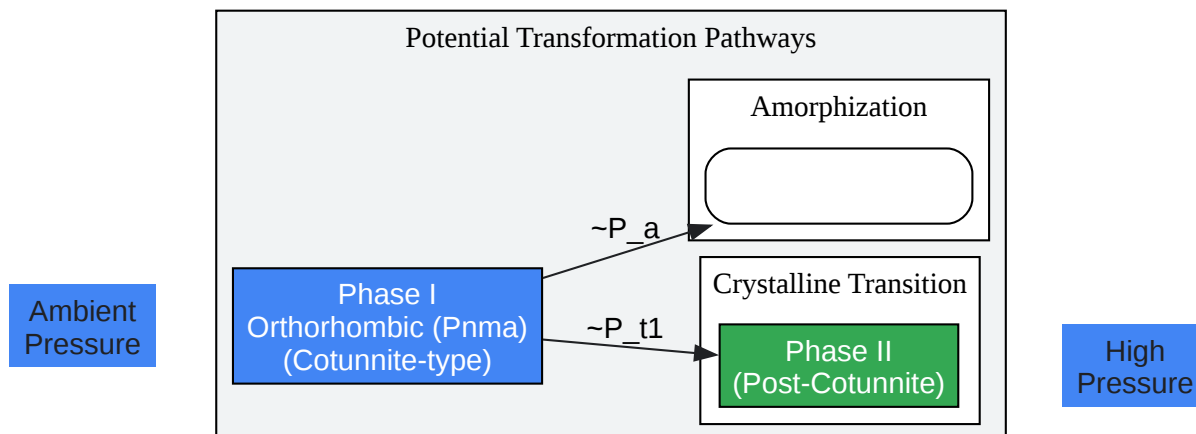 Potential Transformation Pathways
Amorphization
~P_a
Phase I
Orthorhombic (Pnma)
(Cotunnite-type)
Ambient
Pressure
Crystalline Transition
~P_t1
Phase II
(Post-Cotunnite)
High
Pressure